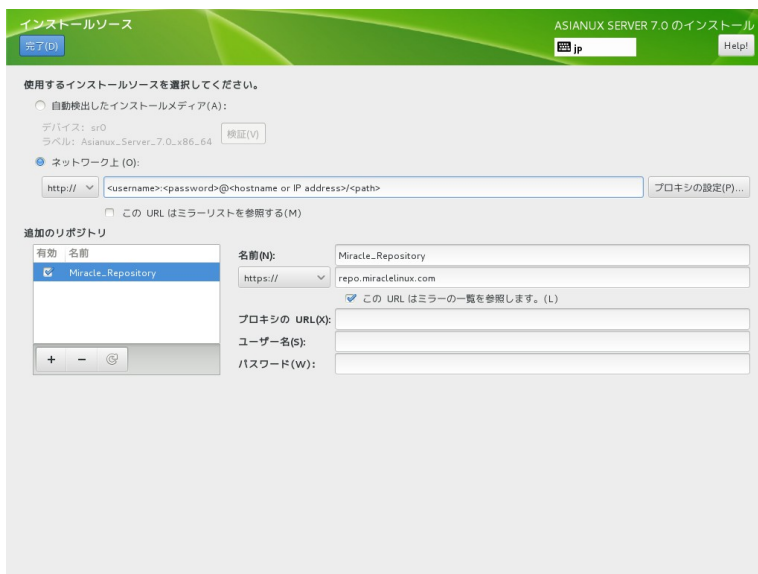 インストールソース
ASIANUX SERVER 7.0 のインストール
完了(D)
jp
Help!
使用するインストールソースを選択してください。
自動検出したインストールメディア(A):
デバイス: sr0
ラベル: Asianux_Server_7.0_x86_64
検証(V)
ネットワーク上(O):
http://
<username>:<password>@<hostname or IP address>/<path>
プロキシの設定(P)...
この URL はミラーリストを参照する(M)
追加のリポジトリ
有効 名前
Miracle_Repository
名前(N):
Miracle_Repository
https://
repo.miraclelinux.com
この URL はミラーの一覧を参照します。(L)
プロキシの URL(X):
ユーザー名(S):
パスワード(W):